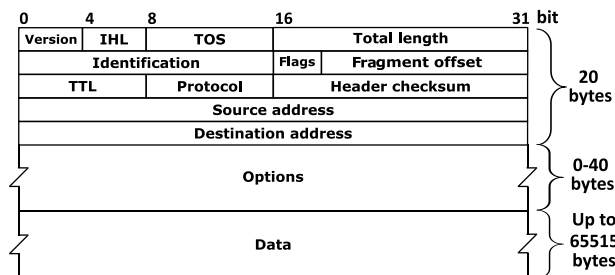 0 4 8 16 31 bit
Version IHL TOS Total length
Identification Flags Fragment offset
TTL Protocol Header checksum
Source address
Destination address
20
bytes
Options
0-40
bytes
Data
Up to
65515
bytes